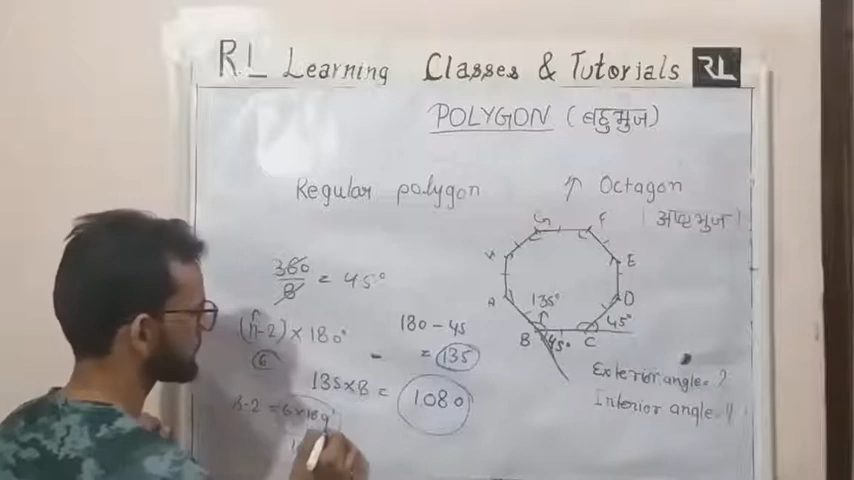 RL Learning Classes & Tutorials RL
POLYGON (बहुभुज)
Regular polygon
Octagon
(अष्टभुज)
360/8 = 45°
(n-2) × 180°
6
180 - 45
= 135
135 × 8 = 1080
G F
H E
A D
B C
135°
45°
45°
Exterior angle = ?
Interior angle =